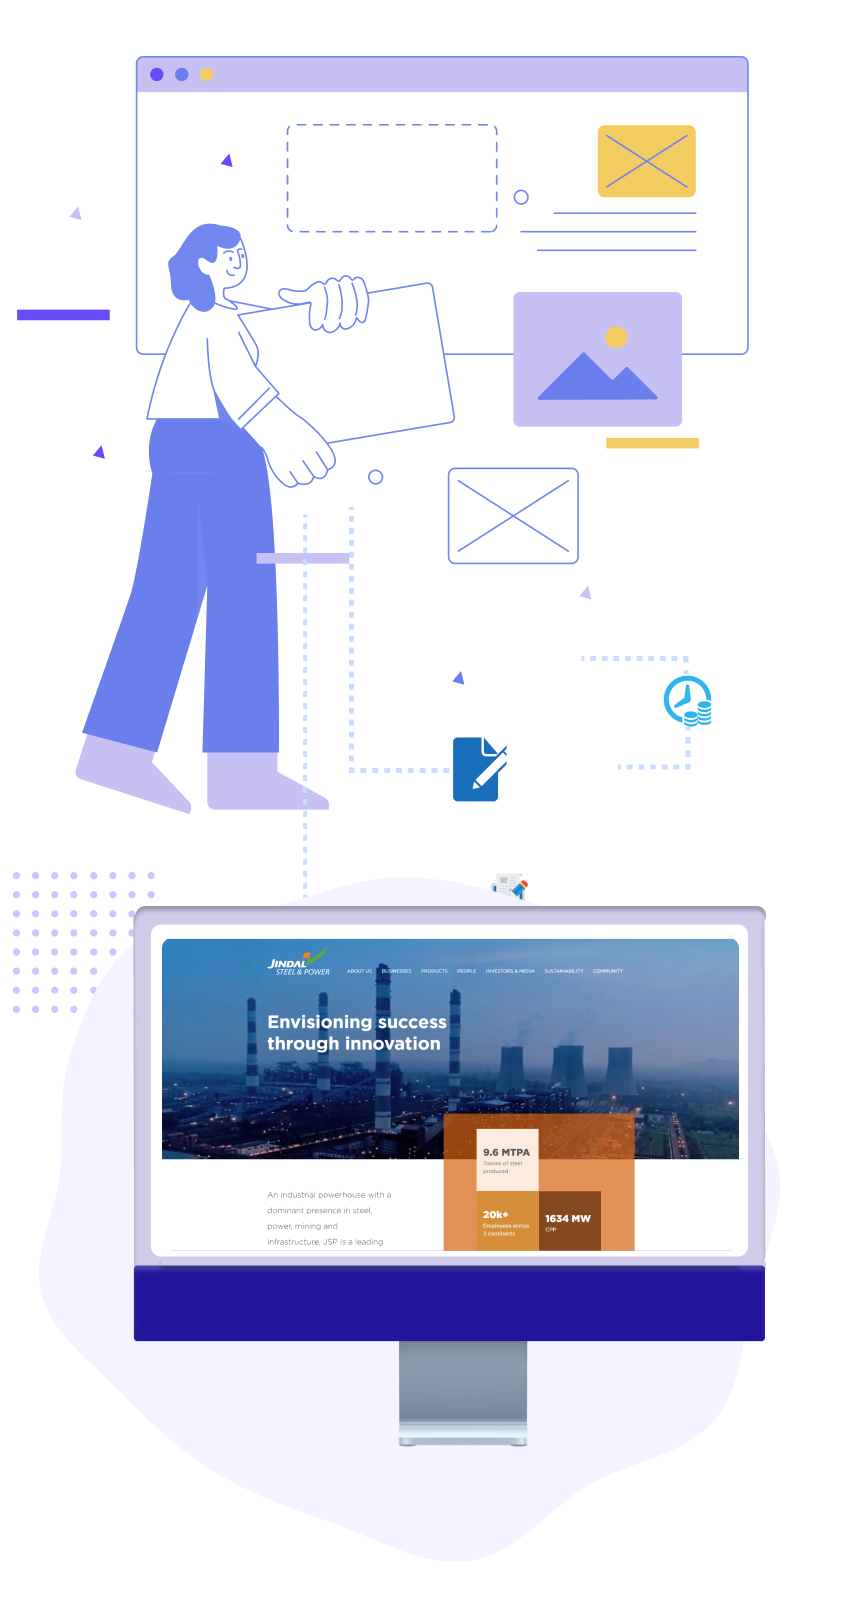 JINDAL
STEEL & POWER
ABOUT US BUSINESSES PRODUCTS PEOPLE INVESTORS & MEDIA SUSTAINABILITY COMMUNITY
Envisioning success
through innovation
9.6 MTPA
Tonnes of steel
produced
An industrial powerhouse with a
dominant presence in steel,
power, mining and
infrastructure, JSP is a leading
20k+
Employees across
3 continents
1634 MW
CPP